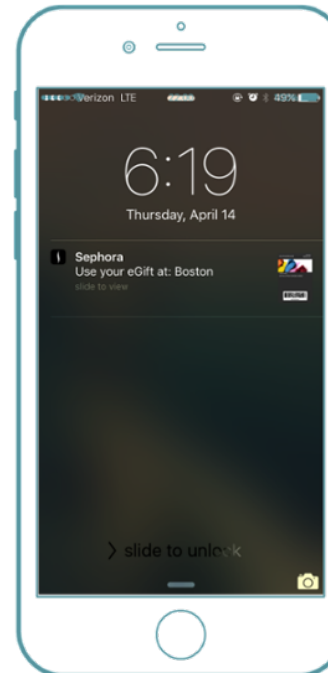 Verizon LTE 49%
6:19
Thursday, April 14
Sephora
Use your eGift at: Boston
slide to view
> slide to unlock